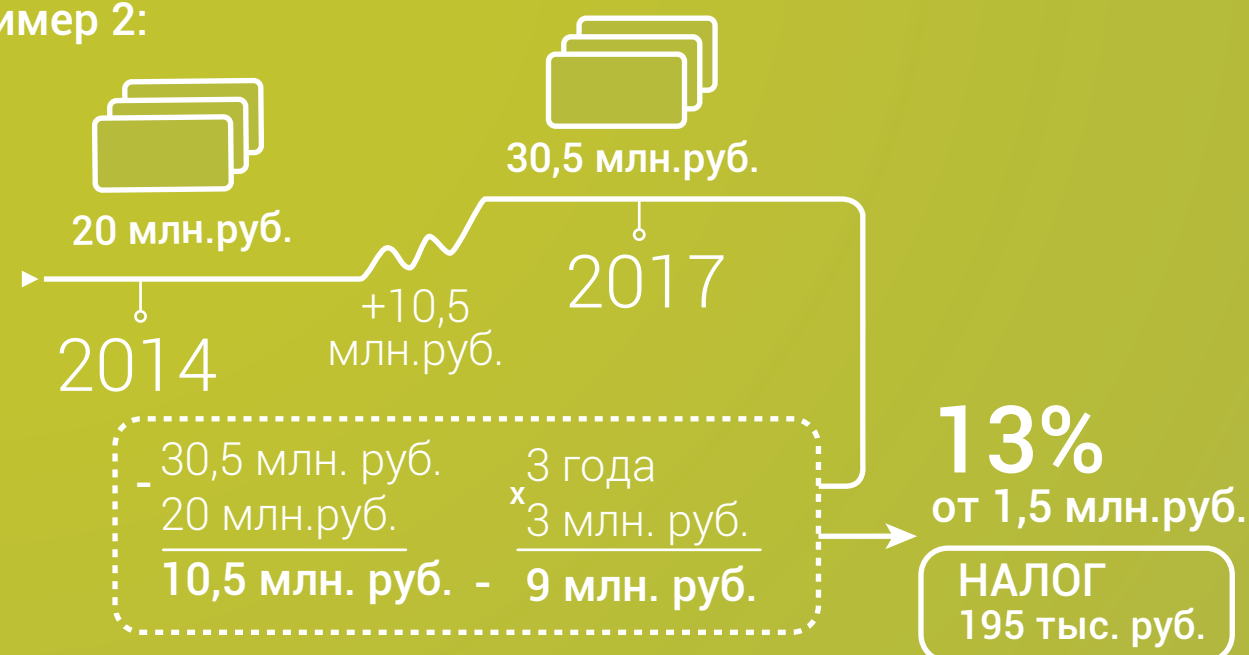 имер 2:
30,5 млн.руб.
20 млн.руб.
2017
+10,5
млн.руб.
2014
13%
от 1,5 млн.руб.
- 30,5 млн. руб.
20 млн.руб.
10,5 млн. руб. -
х 3 года
3 млн. руб.
9 млн. руб.
НАЛОГ
195 тыс. руб.